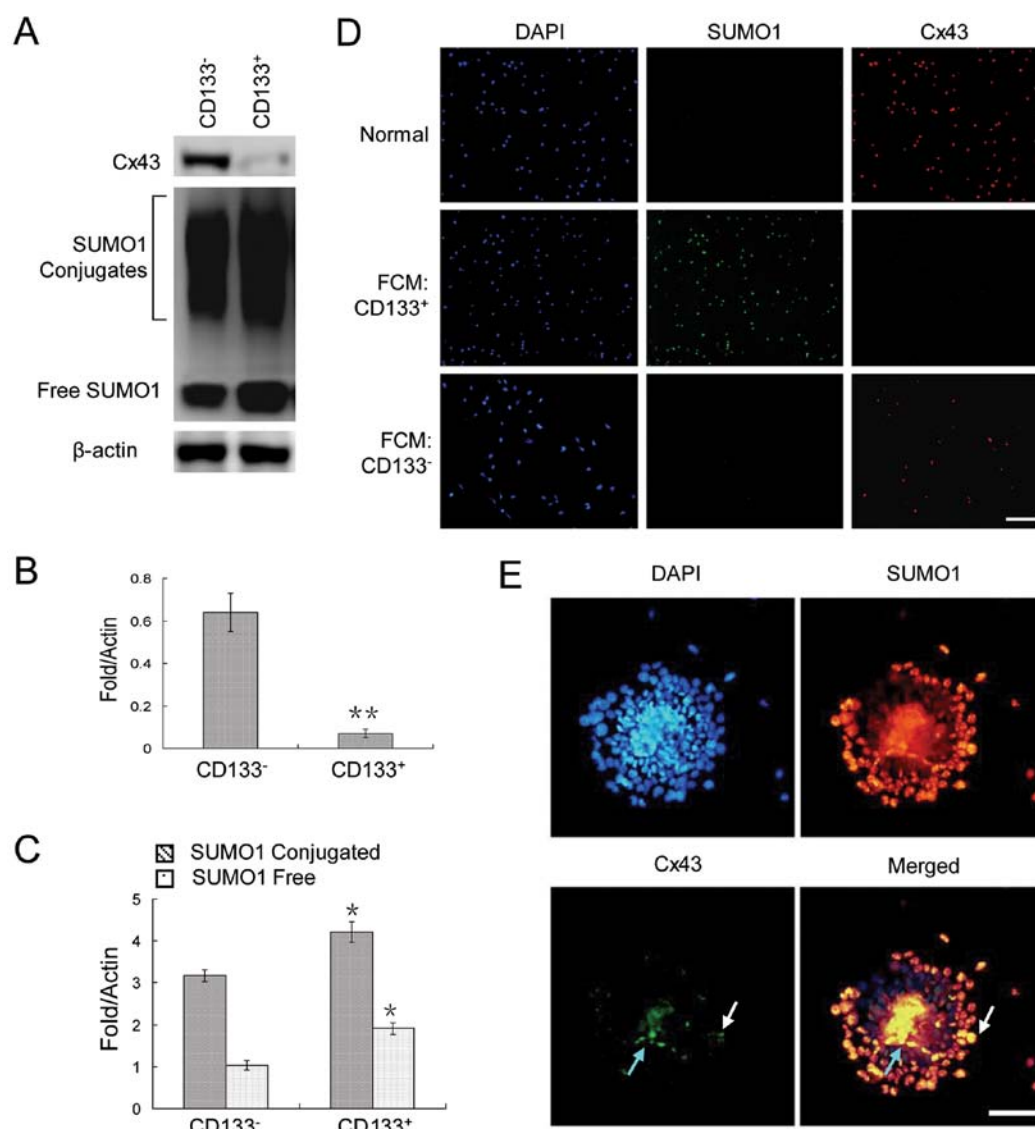 A
CD133-
CD133+
Cx43
SUMO1
Conjugates
Free SUMO1
β-actin
B
0.8
0.6
0.4
0.2
0
Fold/Actin
**
CD133-
CD133+
C
SUMO1 Conjugated
SUMO1 Free
5
4
3
2
1
0
Fold/Actin
*
*
CD133-
CD133+
D
DAPI
SUMO1
Cx43
Normal
FCM:
CD133+
FCM:
CD133-
E
DAPI
SUMO1
Cx43
Merged